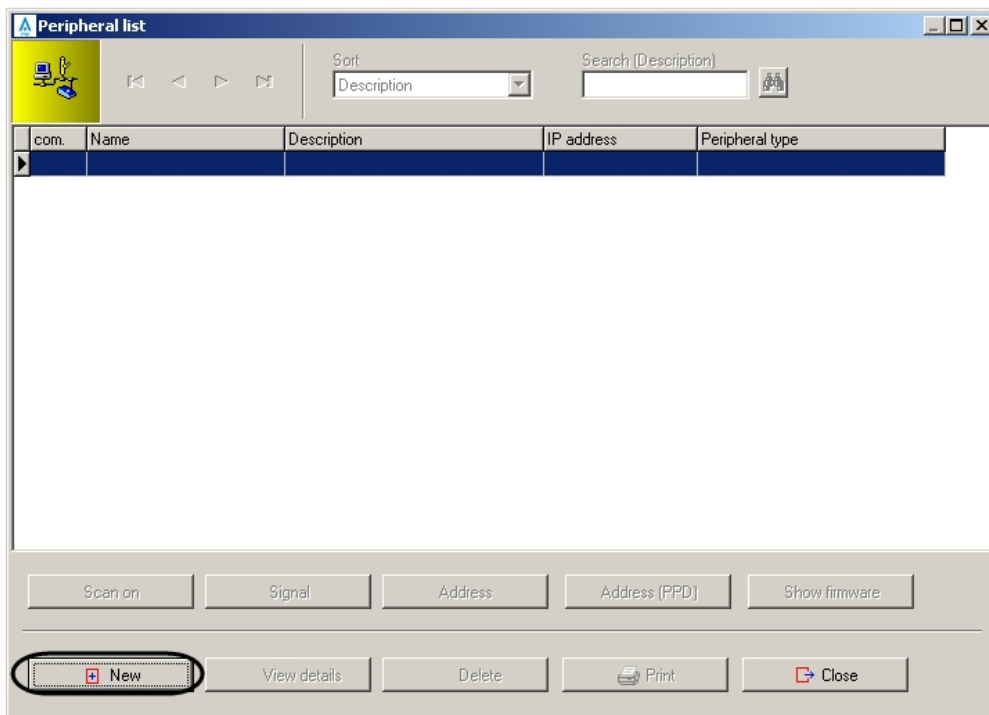 Peripheral list
Sort
Search (Description)
Description
com. Name Description IP address Peripheral type
Scan on Signal Address Address (PPD) Show firmware
New View details Delete Print Close